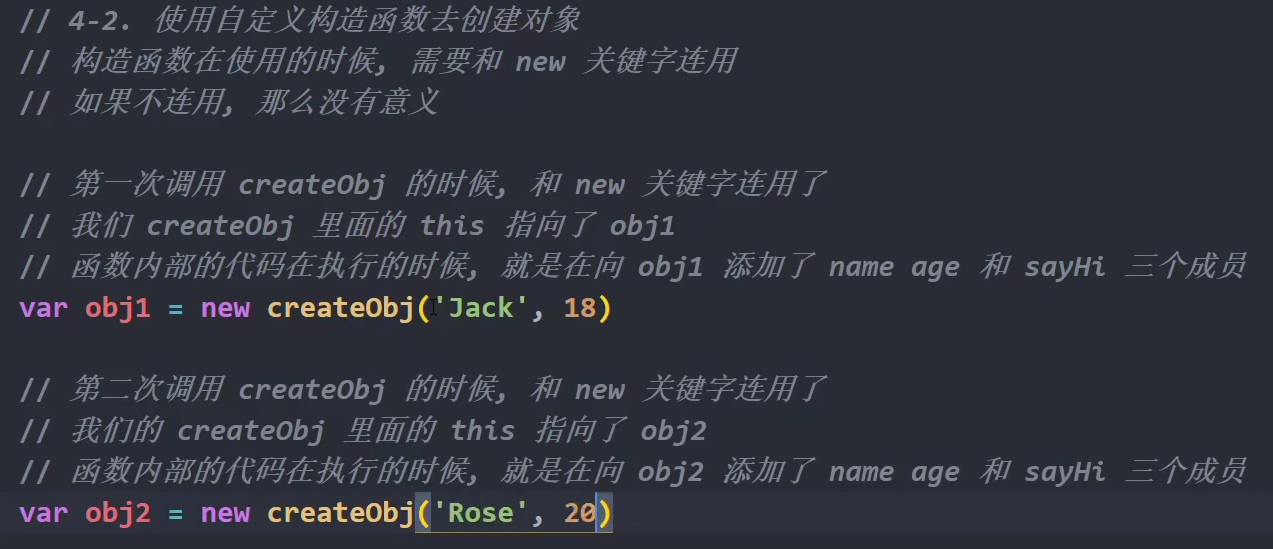 // 4-2. 使用自定义构造函数去创建对象
// 构造函数在使用的时候, 需要和 new 关键字连用
// 如果不连用, 那么没有意义
// 第一次调用 createObj 的时候, 和 new 关键字连用了
// 我们 createObj 里面的 this 指向了 obj1
// 函数内部的代码在执行的时候, 就是在向 obj1 添加了 name age 和 sayHi 三个成员
var obj1 = new createObj('Jack', 18)
// 第二次调用 createObj 的时候, 和 new 关键字连用了
// 我们的 createObj 里面的 this 指向了 obj2
// 函数内部的代码在执行的时候, 就是在向 obj2 添加了 name age 和 sayHi 三个成员
var obj2 = new createObj('Rose', 20)